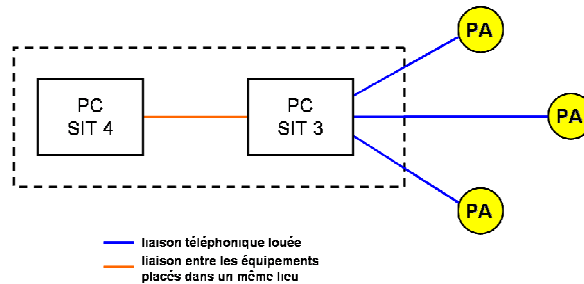 PA
PC
SIT 4
PC
SIT 3
PA
PA
liaison téléphonique louée
liaison entre les équipements
placés dans un même lieu